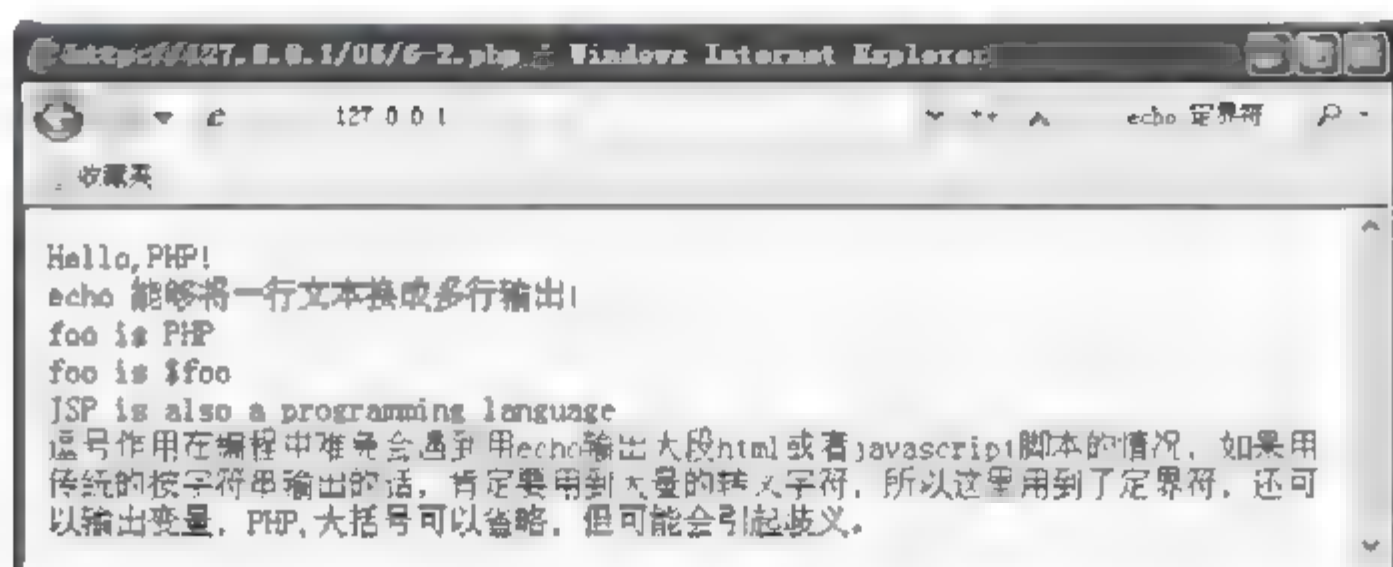 http://127.0.0.1/06/6-2.php - Windows Internet Explorer
127.0.0.1 echo 定界符
收藏夹
Hello,PHP!
echo 能够将一行文本换成多行输出!
foo is PHP
foo is $foo
JSP is also a programming language
逗号作用在编程中难免会遇到用echo输出大段html或者javascript脚本的情况，如果用
传统的按字符串输出的话，肯定要用到大量的转义字符，所以这里用到了定界符，还可
以输出变量，PHP,大括号可以省略，但可能会引起歧义。